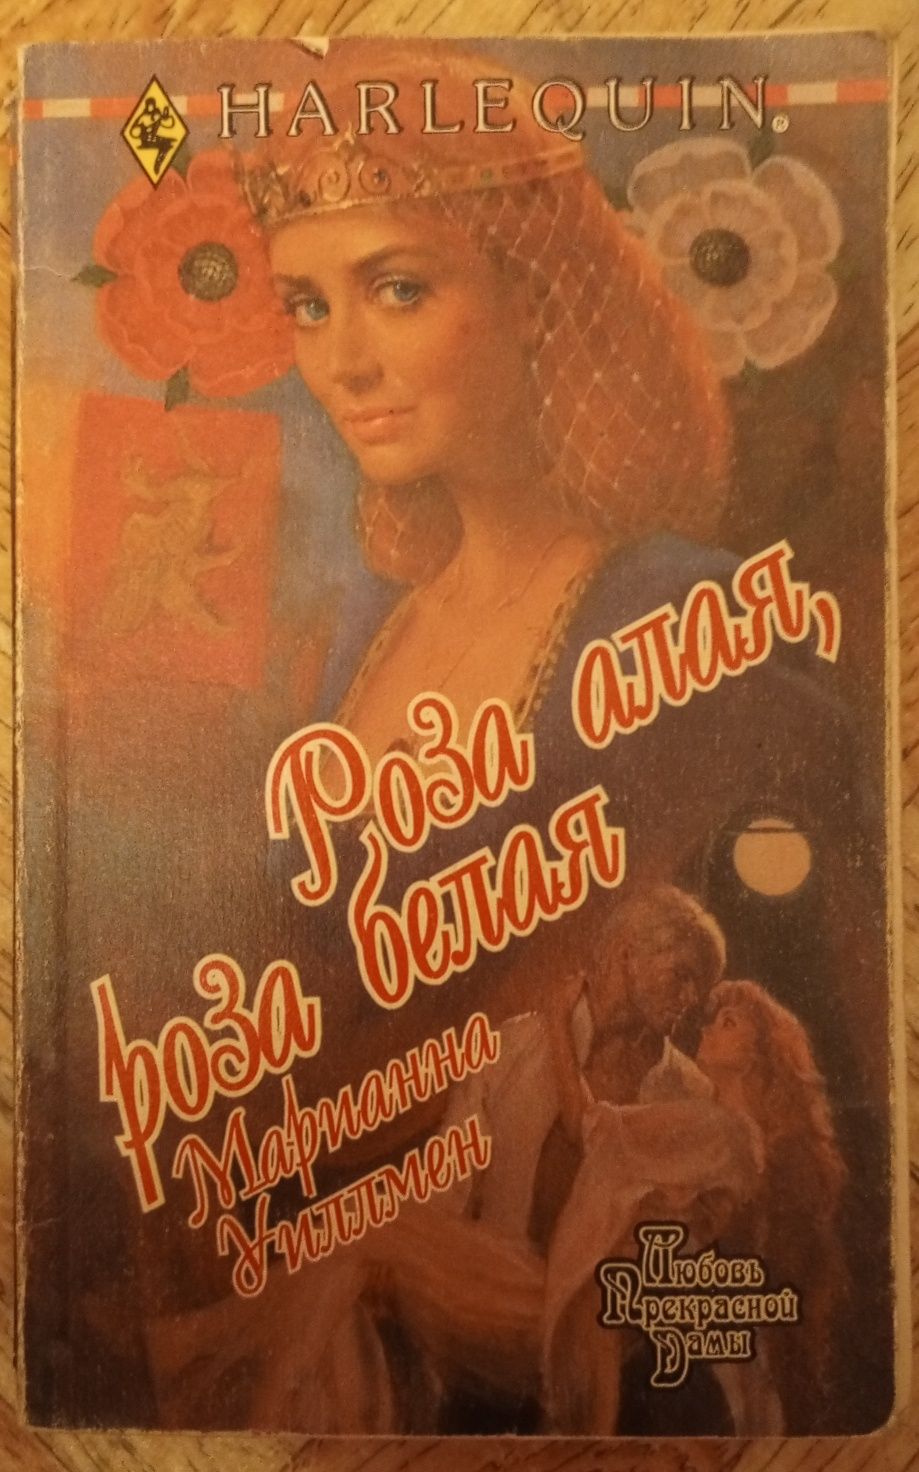 HARLEQUIN®
Роза алая,
роза белая
Марианна
Уиллмен
Любовь
Прекрасной
Дамы